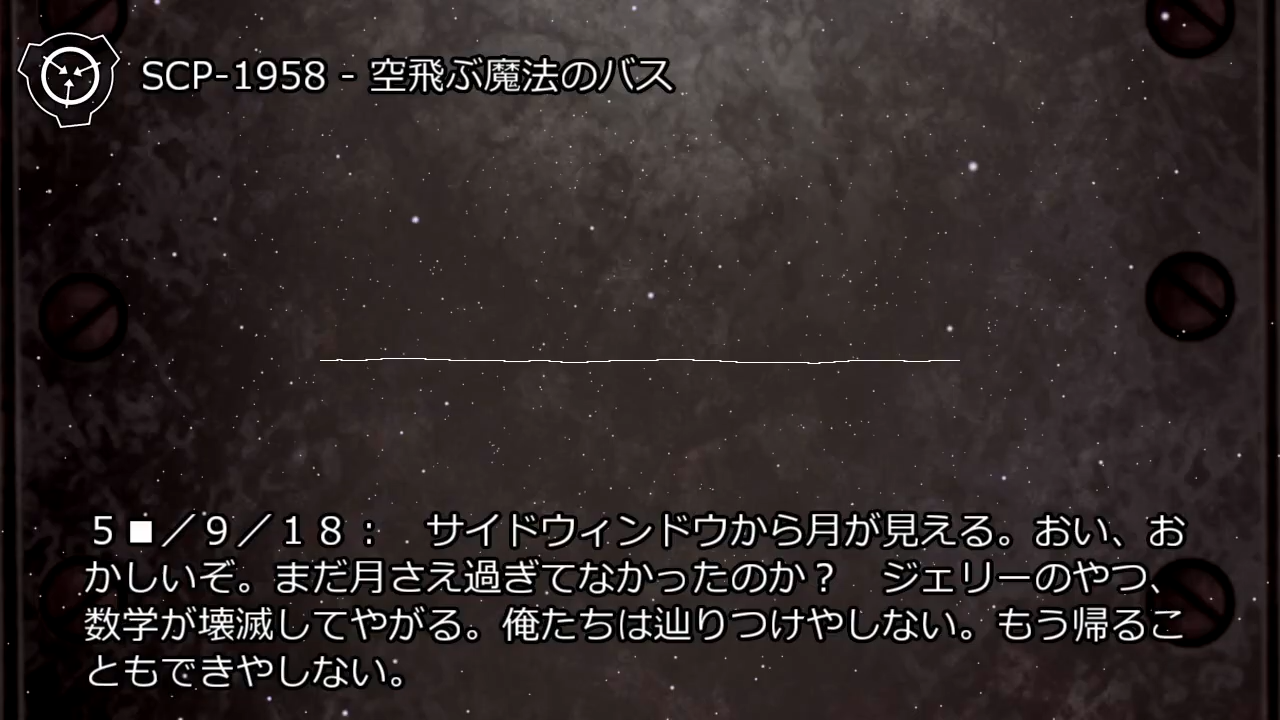 SCP-1958 - 空飛ぶ魔法のバス
５■／９／１８：　サイドウィンドウから月が見える。おい、お
かしいぞ。まだ月さえ過ぎてなかったのか？　ジェリーのやつ、
数学が壊滅してやがる。俺たちは辿りつけやしない。もう帰るこ
ともできやしない。